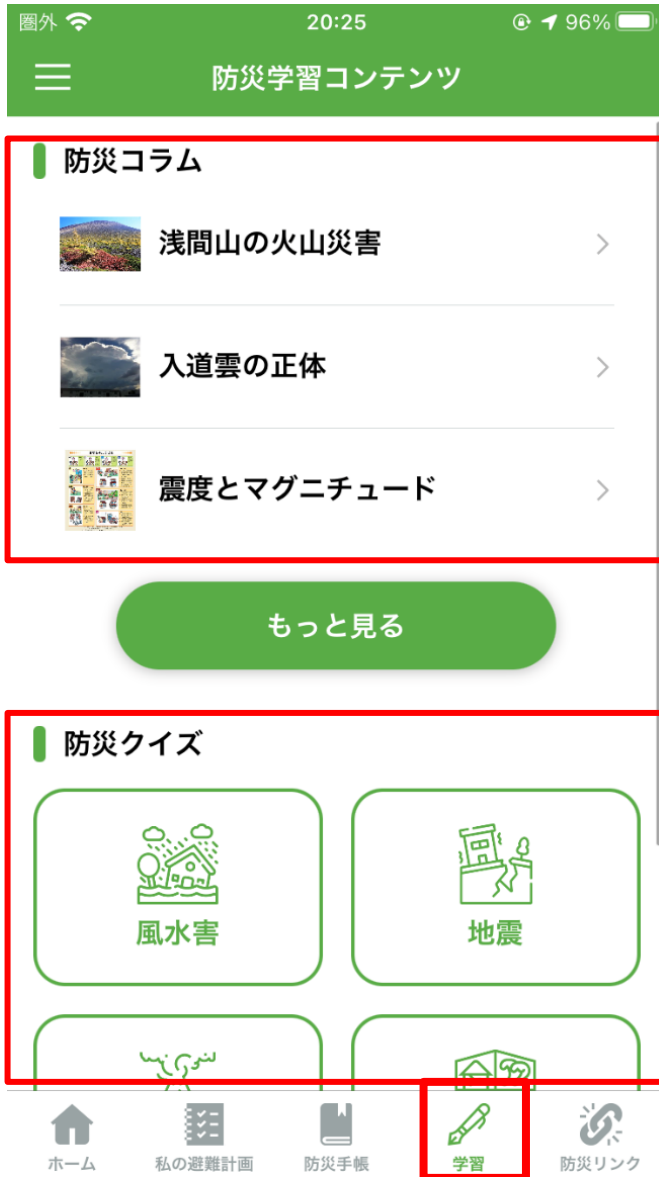 圏外 20:25 96%
防災学習コンテンツ
防災コラム
浅間山の火山災害
入道雲の正体
震度とマグニチュード
もっと見る
防災クイズ
風水害 地震
ホーム 私の避難計画 防災手帳 学習 防災リンク